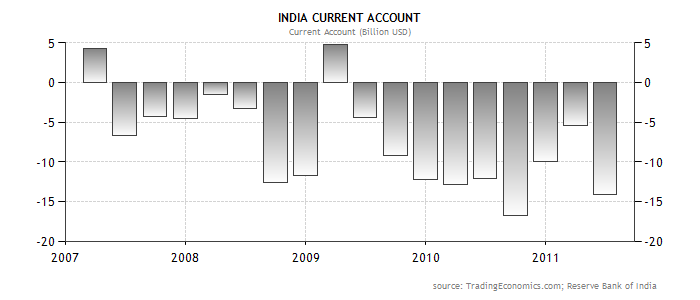 INDIA CURRENT ACCOUNT
Current Account (Billion USD)
5 5
0 0
-5 -5
-10 -10
-15 -15
-20 -20
2007 2008 2009 2010 2011
source: TradingEconomics.com; Reserve Bank of India